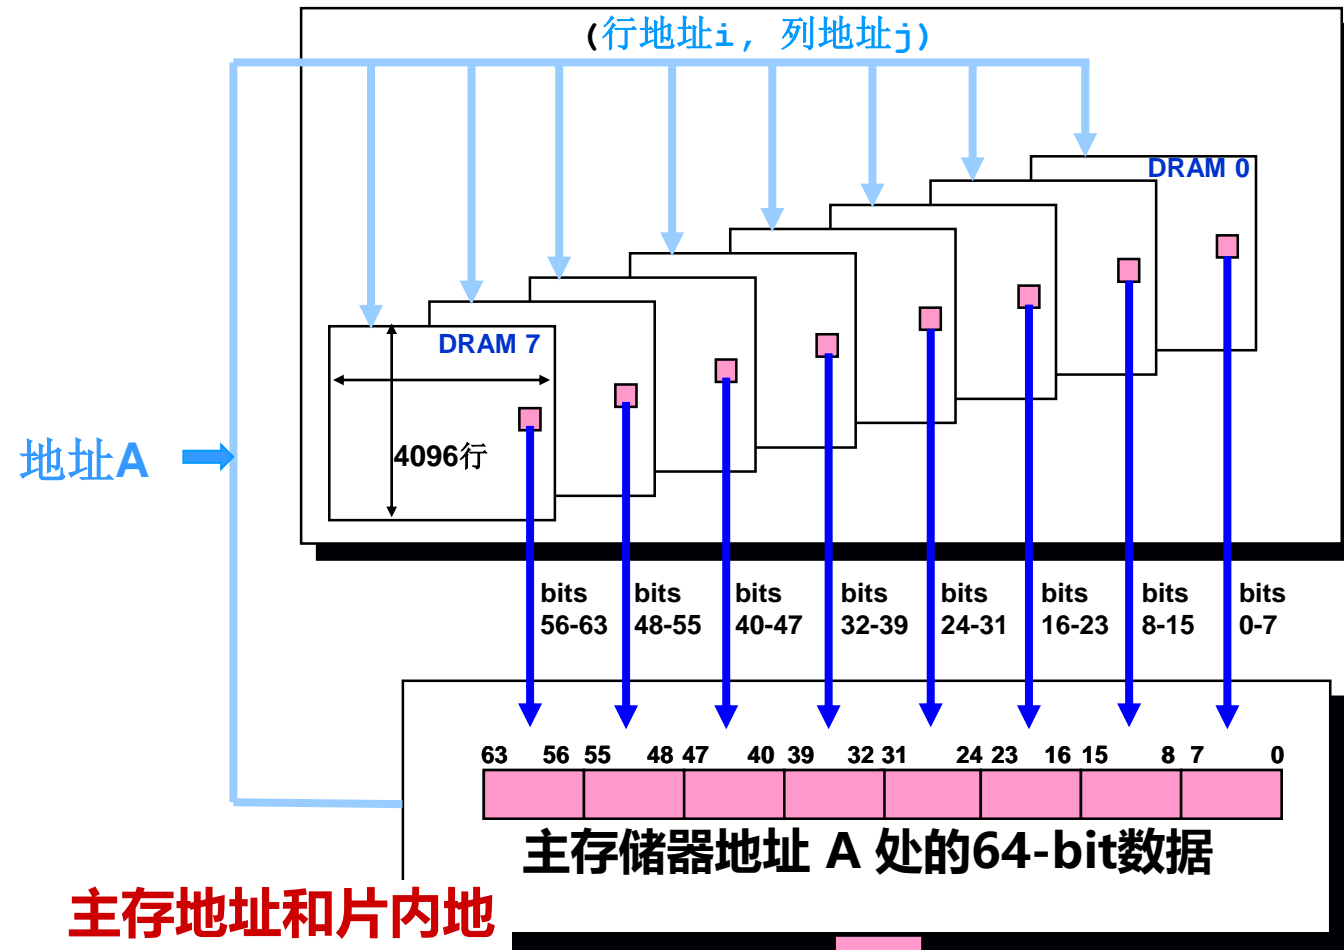 (行地址i, 列地址j)
DRAM 0
DRAM 7
4096行
地址A
bits 56-63
bits 48-55
bits 40-47
bits 32-39
bits 24-31
bits 16-23
bits 8-15
bits 0-7
63 56 55 48 47 40 39 32 31 24 23 16 15 8 7 0
主存储器地址 A 处的64-bit数据
主存地址和片内地